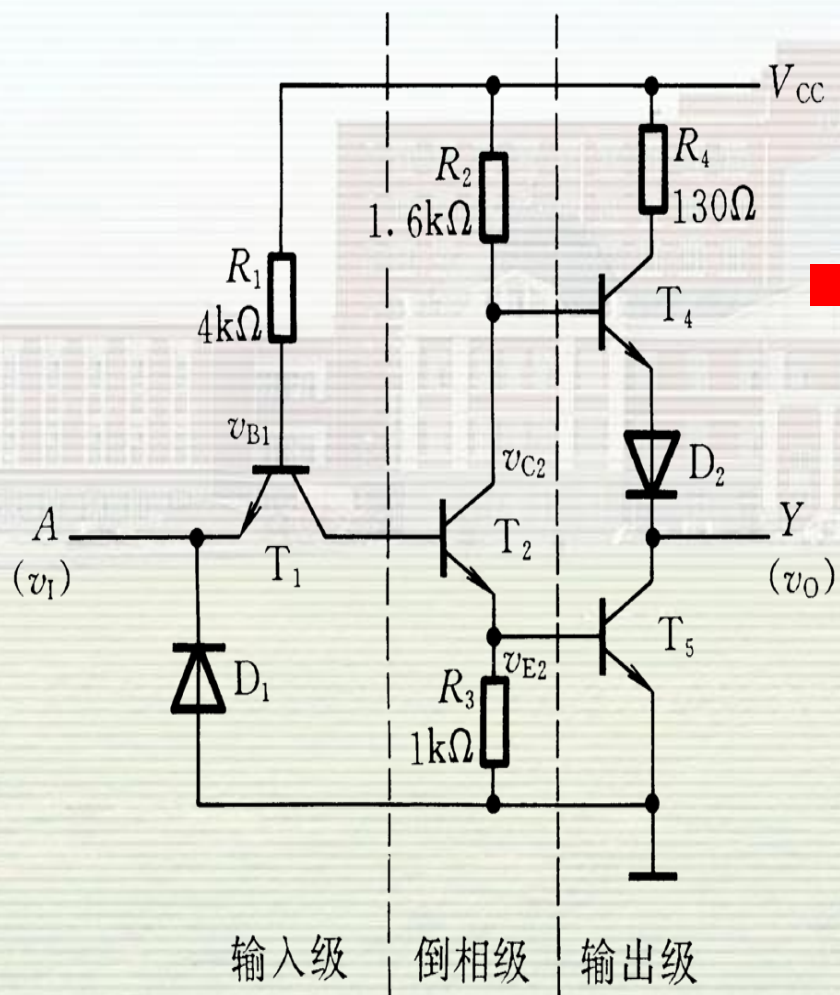 V_CC
R_2
1.6kΩ
R_4
130Ω
R_1
4kΩ
T_4
v_B1
v_C2
D_2
A
(v_I)
T_1
T_2
Y
(v_O)
T_5
v_E2
D_1
R_3
1kΩ
输入级 倒相级 输出级